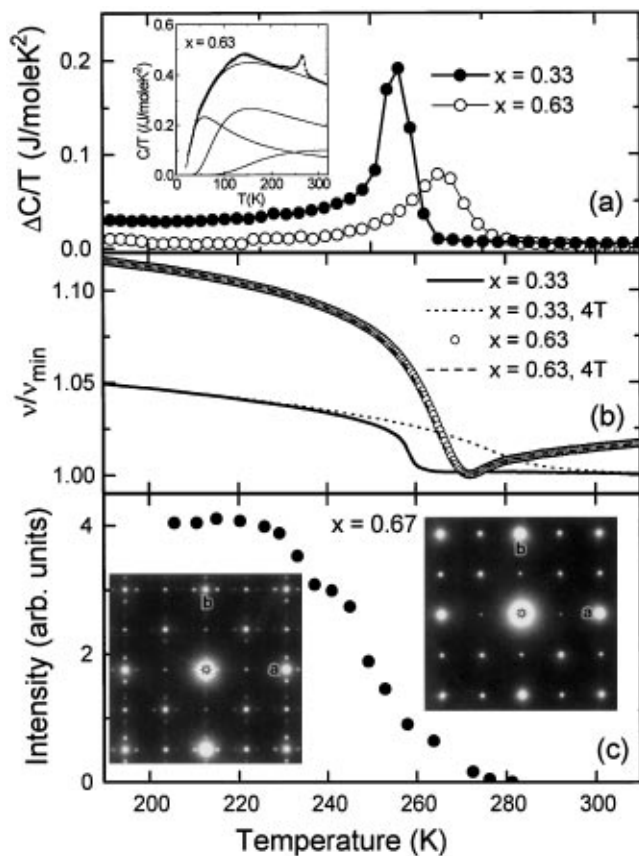 x = 0.63
0.6
0.4
0.2
0.0
0
100
200
300
C/T (J/moleK²)
T(K)
x = 0.33
x = 0.63
0.2
0.1
0.0
ΔC/T (J/moleK²)
(a)
x = 0.33
x = 0.33, 4T
x = 0.63
x = 0.63, 4T
1.10
1.05
1.00
ν/νmin
(b)
x = 0.67
4
2
0
Intensity (arb. units)
b
a
b
a
(c)
200
220
240
260
280
300
Temperature (K)